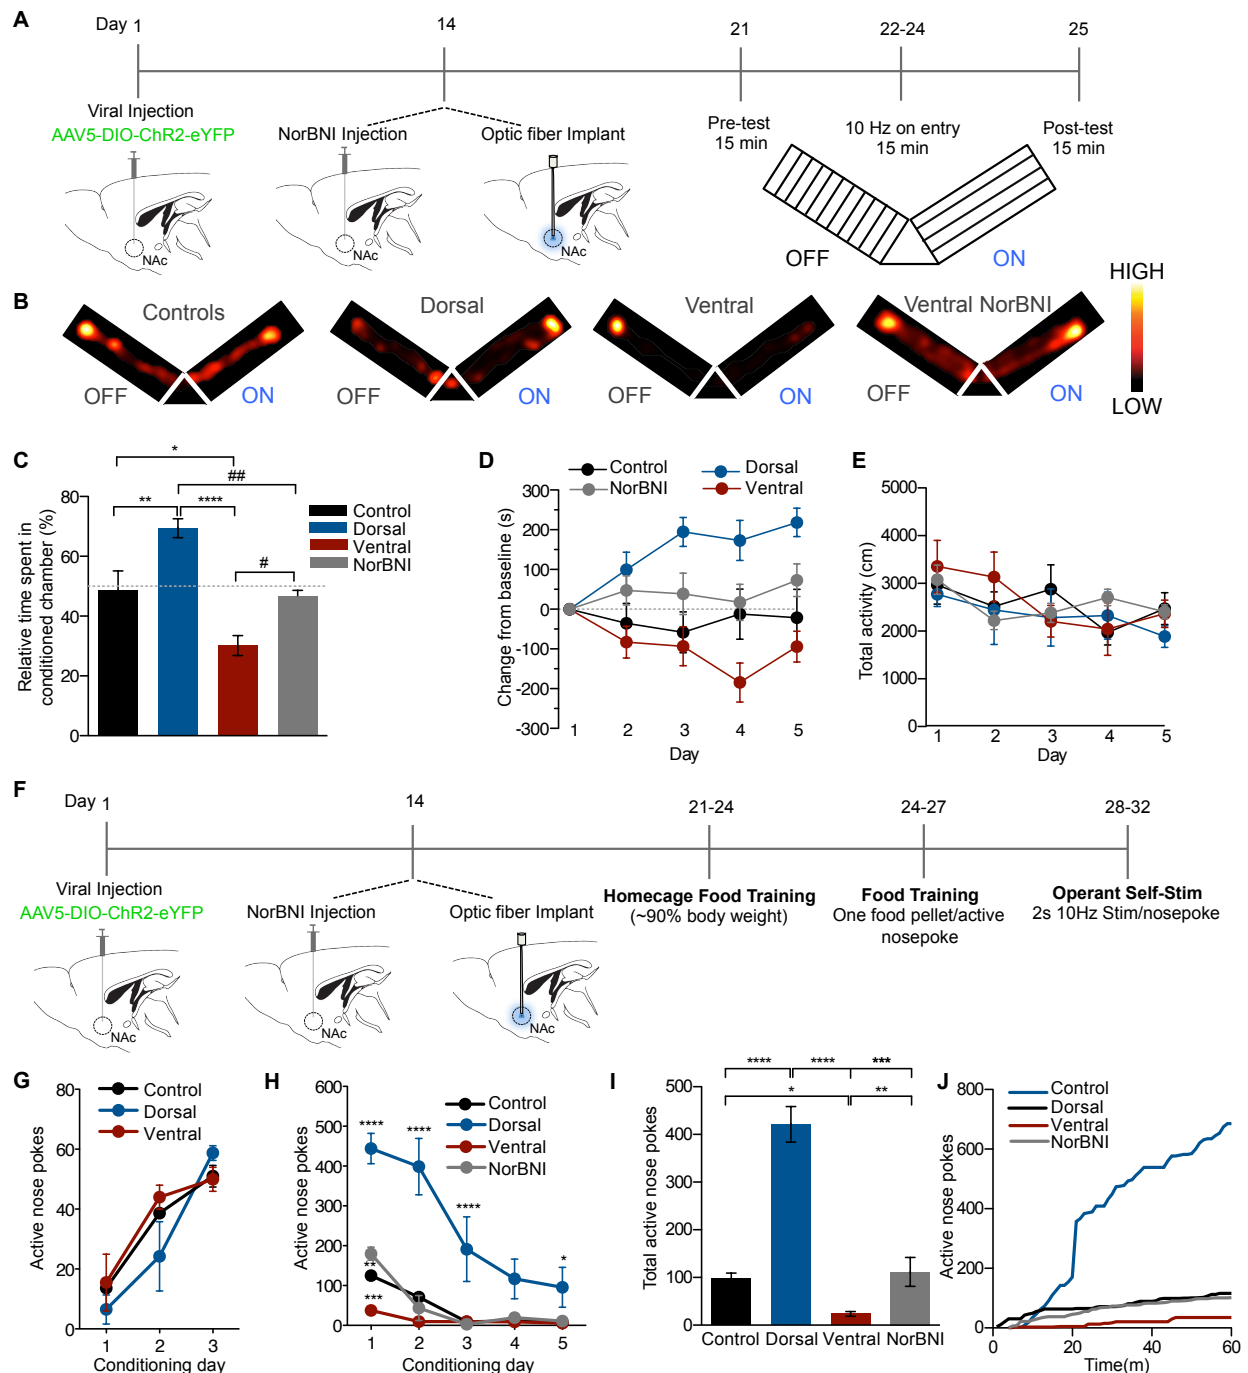 A
Day 1
14
21
22-24
25
Viral Injection
AAV5-DIO-ChR2-eYFP
NorBNI Injection
Optic fiber Implant
Pre-test
15 min
10 Hz on entry
15 min
Post-test
15 min
NAc
NAc
NAc
OFF
ON
B
Controls
Dorsal
Ventral
Ventral NorBNI
HIGH
LOW
OFF
ON
OFF
ON
OFF
ON
OFF
ON
C
Relative time spent in
conditioned chamber (%)
80
60
40
20
0
*
##
**
****
#
Control
Dorsal
Ventral
NorBNI
D
Control
Dorsal
NorBNI
Ventral
Change from baseline (s)
300
200
100
0
-100
-200
-300
1 2 3 4 5
Day
E
Total activity (cm)
5000
4000
3000
2000
1000
0
1 2 3 4 5
Day
F
Day 1
14
21-24
24-27
28-32
Viral Injection
AAV5-DIO-ChR2-eYFP
NorBNI Injection
Optic fiber Implant
Homecage Food Training
(~90% body weight)
Food Training
One food pellet/active
nosepoke
Operant Self-Stim
2s 10Hz Stim/nosepoke
NAc
NAc
NAc
G
Active nose pokes
80
60
40
20
0
Control
Dorsal
Ventral
1 2 3
Conditioning day
H
Active nose pokes
600
500
400
300
200
100
0
Control
Dorsal
Ventral
NorBNI
****
****
****
*
**
***
1 2 3 4 5
Conditioning day
I
Total active nose pokes
500
400
300
200
100
0
****
****
***
*
**
Control Dorsal Ventral NorBNI
J
Active nose pokes
800
600
400
200
0
Control
Dorsal
Ventral
NorBNI
0 20 40 60
Time(m)